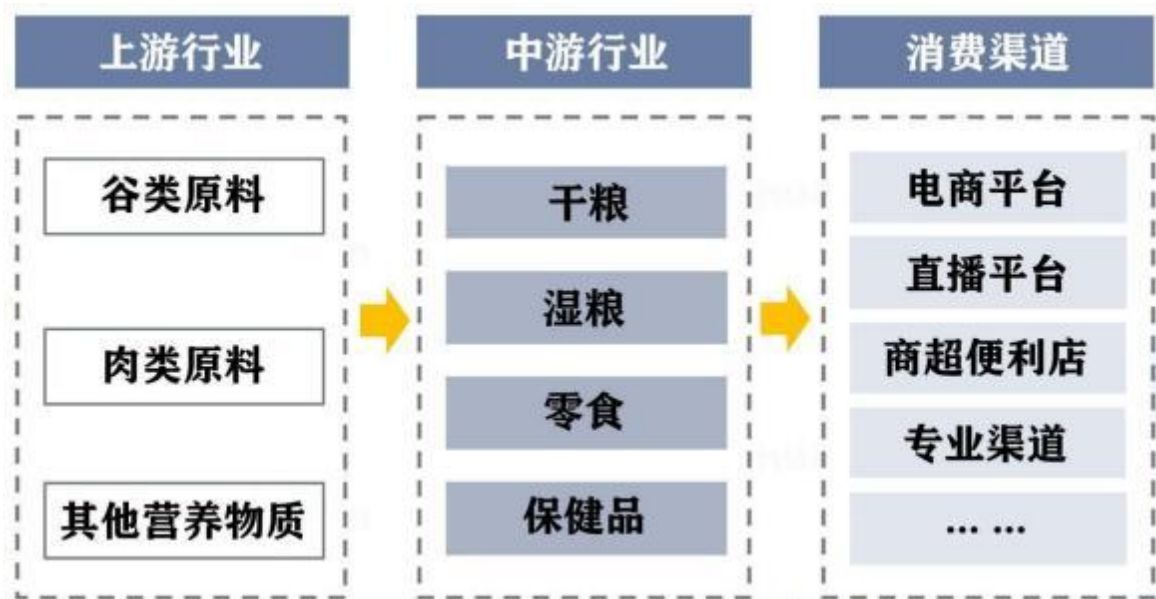 上游行业
谷类原料
肉类原料
其他营养物质
中游行业
干粮
湿粮
零食
保健品
消费渠道
电商平台
直播平台
商超便利店
专业渠道
... ...